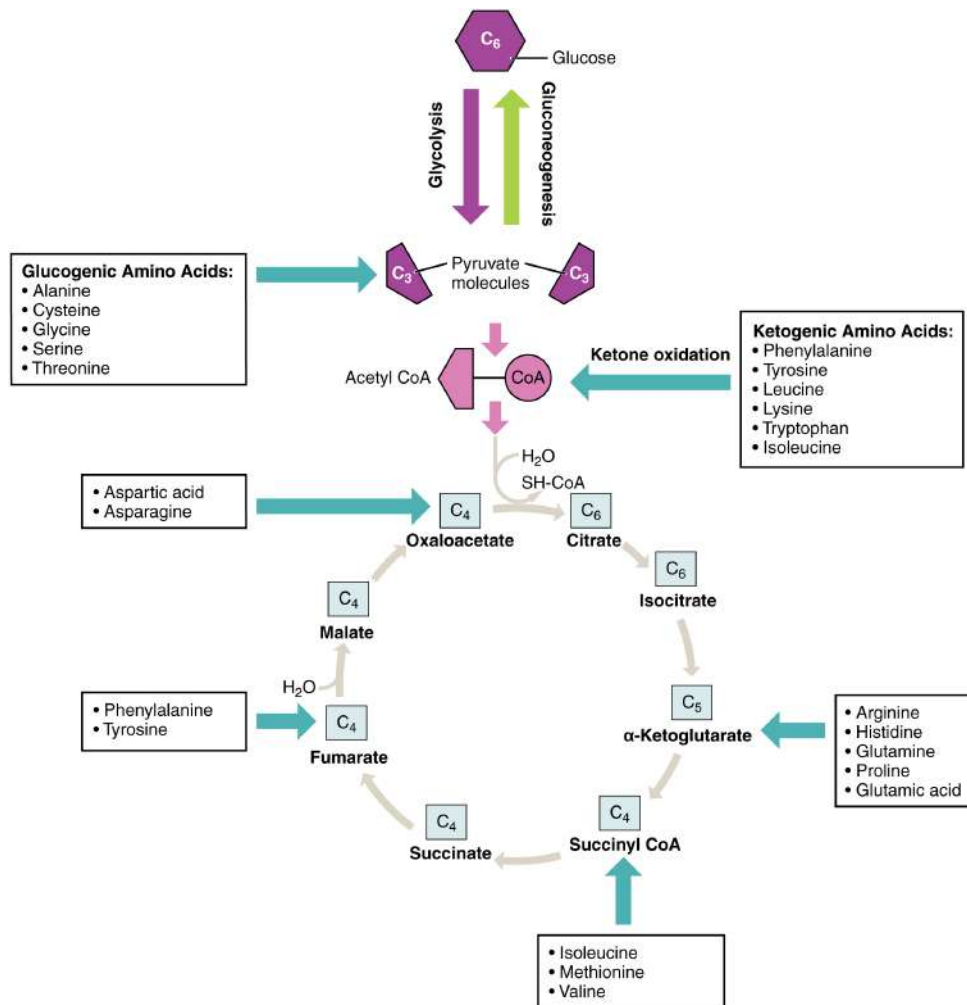 C6
Glucose
Glycolysis
Gluconeogenesis
C3
Pyruvate
molecules
C3
Glucogenic Amino Acids:
• Alanine
• Cysteine
• Glycine
• Serine
• Threonine
Ketogenic Amino Acids:
• Phenylalanine
• Tyrosine
• Leucine
• Lysine
• Tryptophan
• Isoleucine
Ketone oxidation
Acetyl CoA
CoA
H2O
SH-CoA
• Aspartic acid
• Asparagine
C4
Oxaloacetate
C6
Citrate
C6
Isocitrate
C4
Malate
H2O
• Phenylalanine
• Tyrosine
C4
Fumarate
C5
α-Ketoglutarate
• Arginine
• Histidine
• Glutamine
• Proline
• Glutamic acid
C4
Succinate
C4
Succinyl CoA
• Isoleucine
• Methionine
• Valine